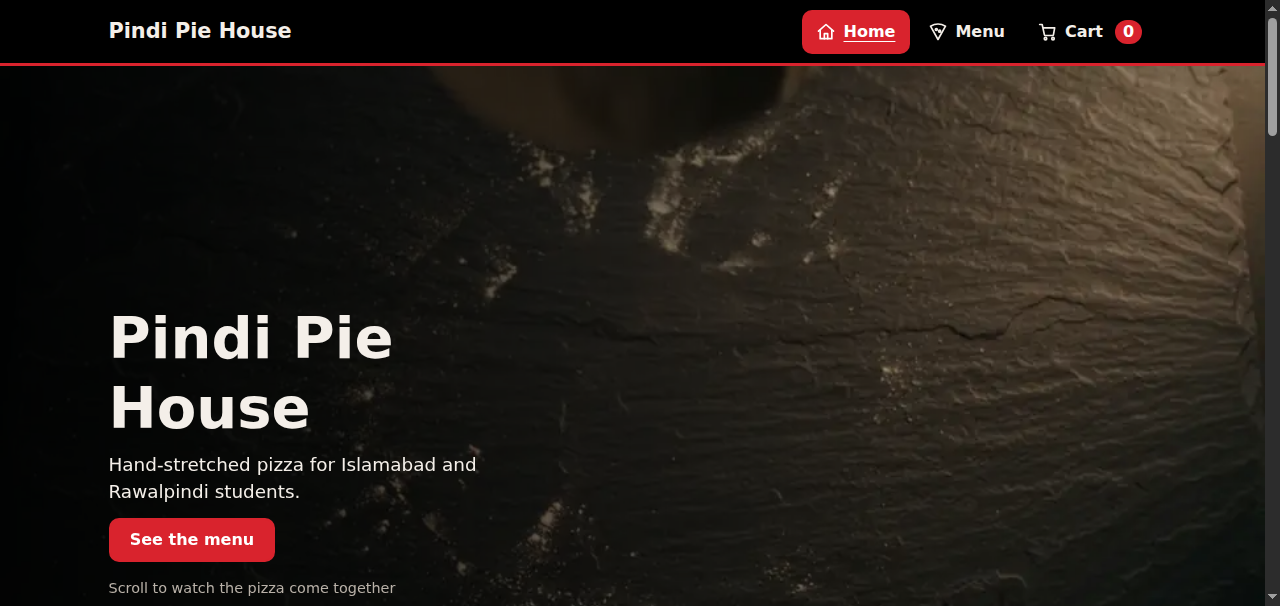 Pindi Pie House
Home
Menu
Cart
0
Pindi Pie
House
Hand-stretched pizza for Islamabad and
Rawalpindi students.
See the menu
Scroll to watch the pizza come together